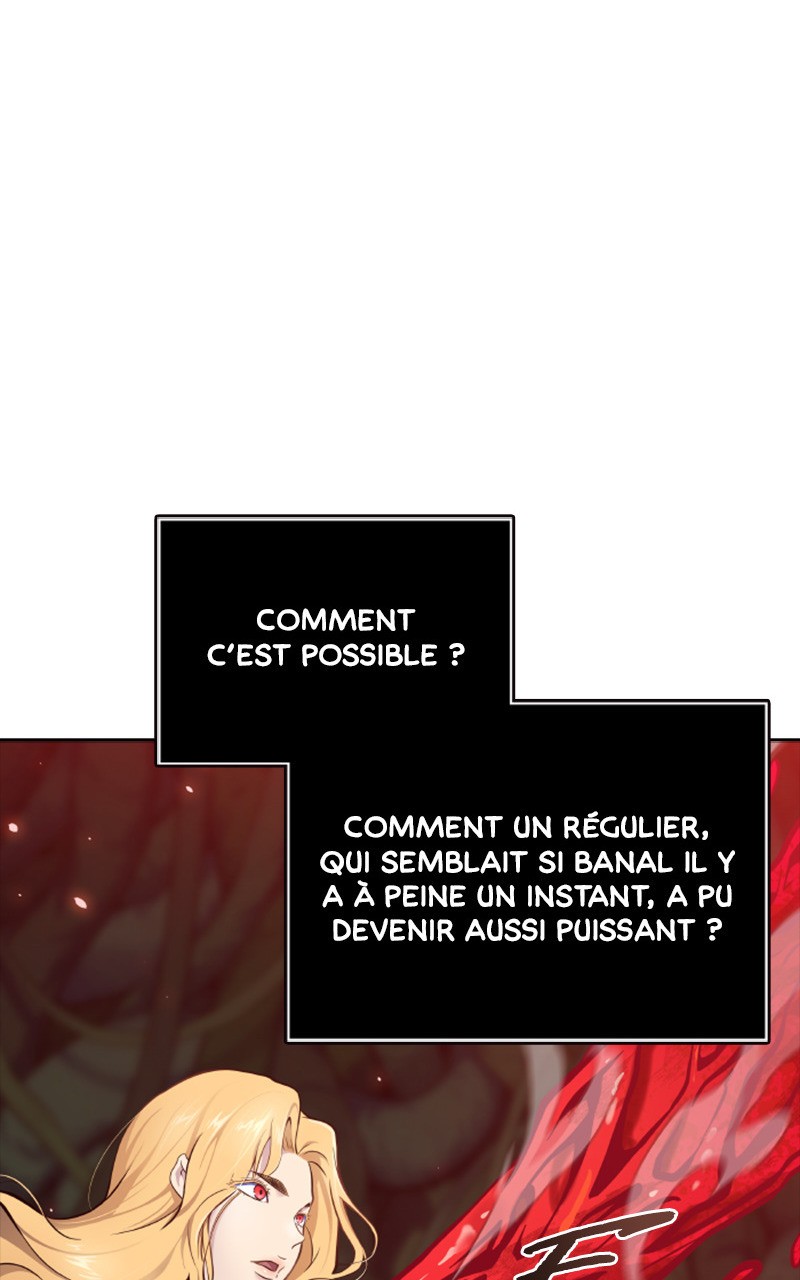 COMMENT
C'EST POSSIBLE ?
COMMENT UN RÉGULIER,
QUI SEMBLAIT SI BANAL IL Y
A À PEINE UN INSTANT, A PU
DEVENIR AUSSI PUISSANT ?